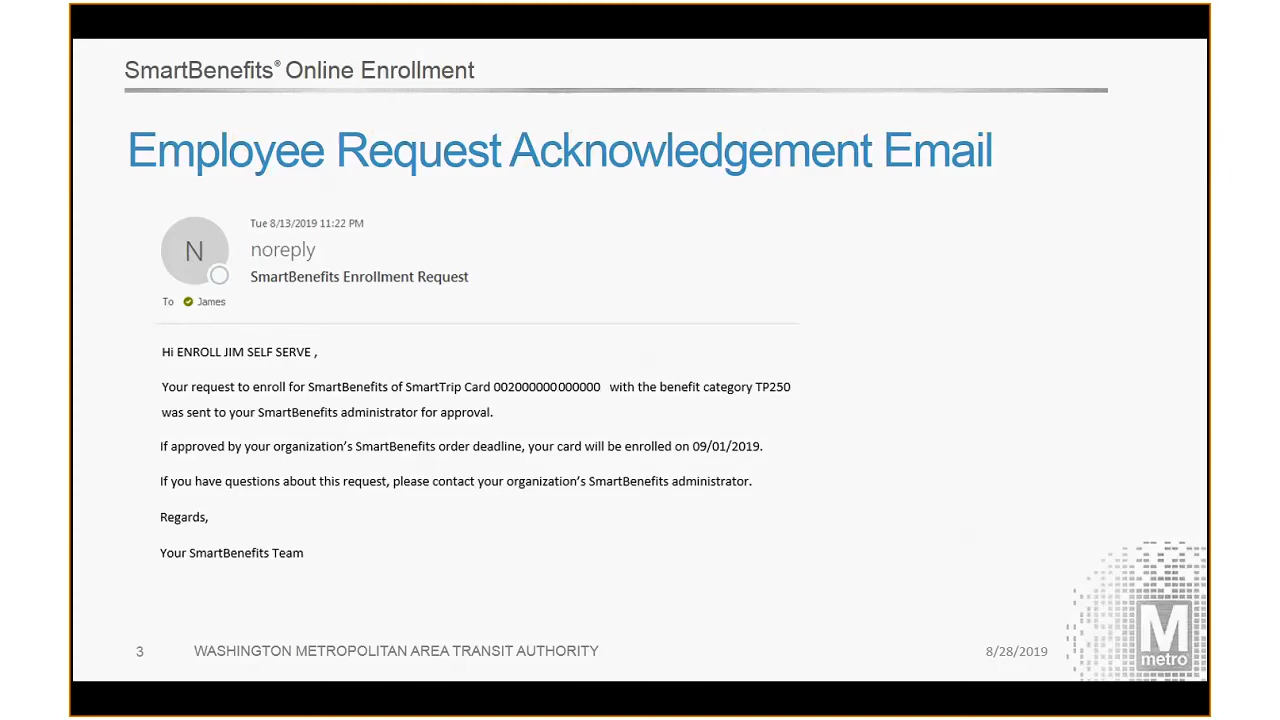 SmartBenefits® Online Enrollment
Employee Request Acknowledgement Email
Tue 8/13/2019 11:22 PM
N
noreply
SmartBenefits Enrollment Request
To James
Hi ENROLL JIM SELF SERVE ,
Your request to enroll for SmartBenefits of SmarTrip Card 002000000000000 with the benefit category TP250
was sent to your SmartBenefits administrator for approval.
If approved by your organization’s SmartBenefits order deadline, your card will be enrolled on 09/01/2019.
If you have questions about this request, please contact your organization’s SmartBenefits administrator.
Regards,
Your SmartBenefits Team
3 WASHINGTON METROPOLITAN AREA TRANSIT AUTHORITY 8/28/2019
M
metro